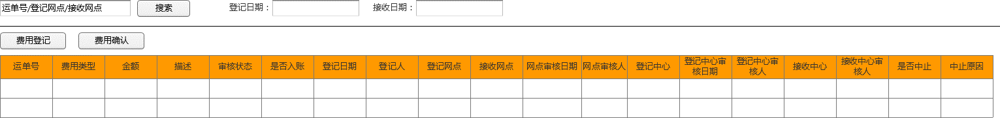 运单号/登记网点/接收网点 搜索 登记日期： 接收日期：
费用登记 费用确认
运单号 费用类型 金额 描述 审核状态 是否入账 登记日期 登记人 登记网点 接收网点 网点审核日期 网点审核人 登记中心 登记中心审核日期 登记中心审核人 接收中心 接收中心审核人 是否中止 中止原因